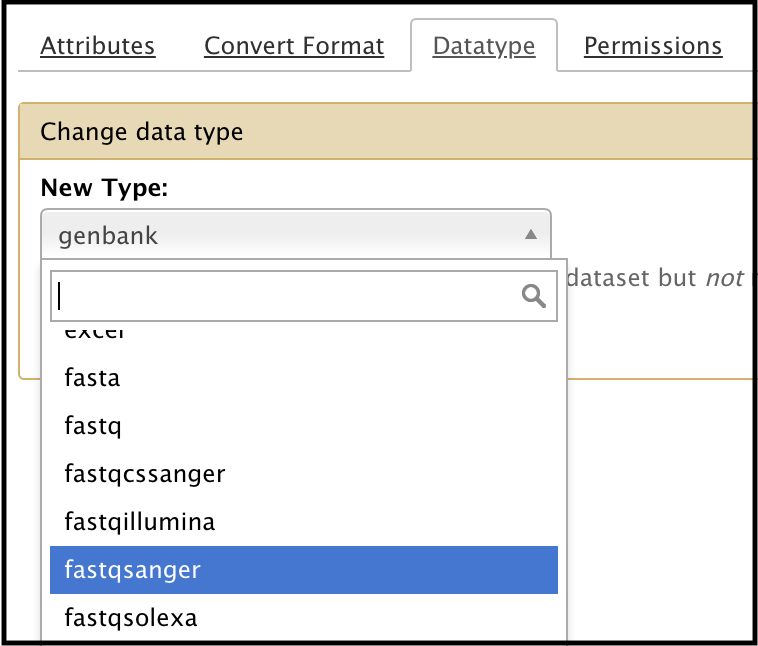 Attributes Convert Format Datatype Permissions
Change data type
New Type:
genbank
dataset but not
excel
fasta
fastq
fastqcssanger
fastqillumina
fastqsanger
fastqsolexa